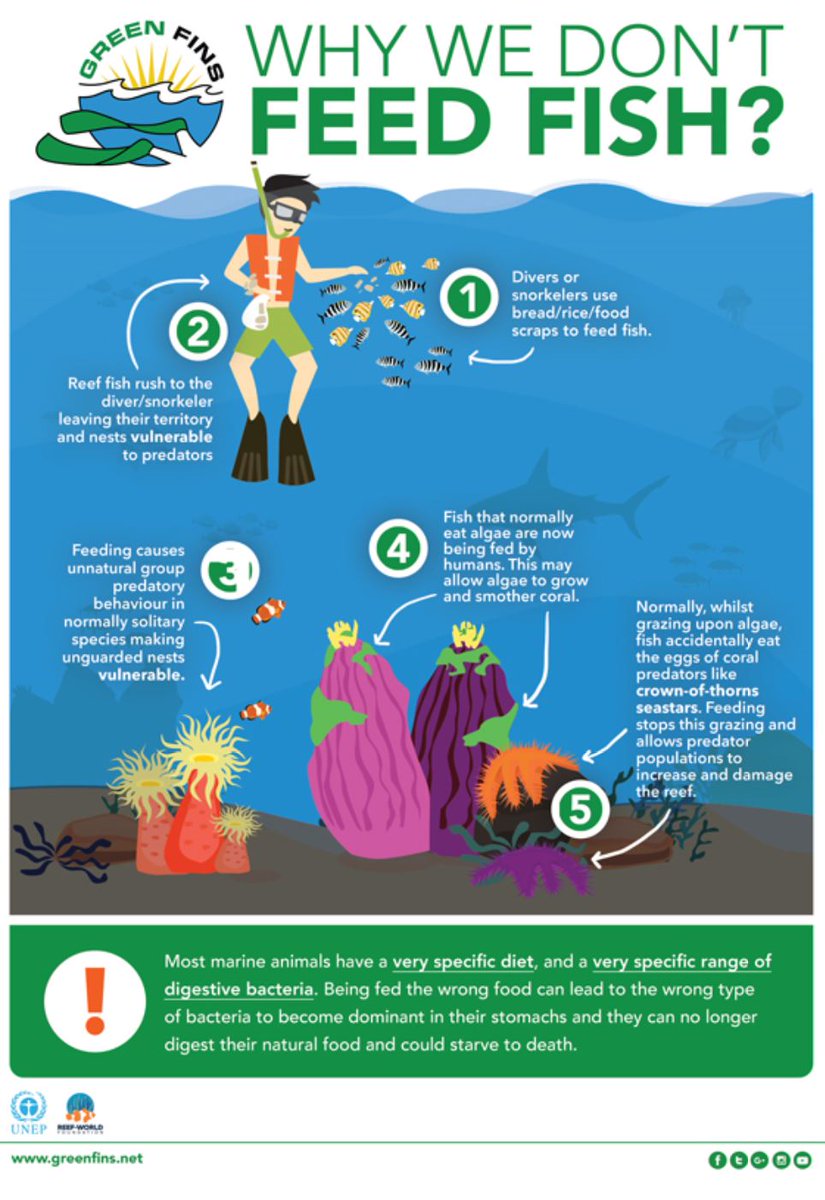 GREEN FINS
WHY WE DON'T
FEED FISH?
1
Divers or
snorkelers use
bread/rice/food
scraps to feed fish.
2
Reef fish rush to the
diver/snorkeler
leaving their territory
and nests vulnerable
to predators
3
Feeding causes
unnatural group
predatory
behaviour in
normally solitary
species making
unguarded nests
vulnerable.
4
Fish that normally
eat algae are now
being fed by
humans. This may
allow algae to grow
and smother coral.
Normally, whilst
grazing upon algae,
fish accidentally eat
the eggs of coral
predators like
crown-of-thorns
seastars. Feeding
stops this grazing and
allows predator
populations to
increase and damage
the reef.
5
!
Most marine animals have a very specific diet, and a very specific range of
digestive bacteria. Being fed the wrong food can lead to the wrong type
of bacteria to become dominant in their stomachs and they can no longer
digest their natural food and could starve to death.
UNEP
REEF-WORLD
FOUNDATION
www.greenfins.net